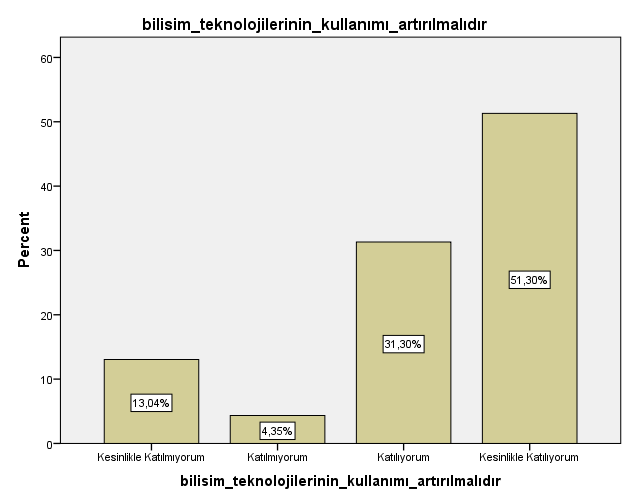 bilisim_teknolojilerinin_kullanımı_artırılmalıdır
60
50
40
30
20
10
0
Percent
13,04%
4,35%
31,30%
51,30%
Kesinlikle Katılmıyorum
Katılmıyorum
Katılıyorum
Kesinlikle Katılıyorum
bilisim_teknolojilerinin_kullanımı_artırılmalıdır